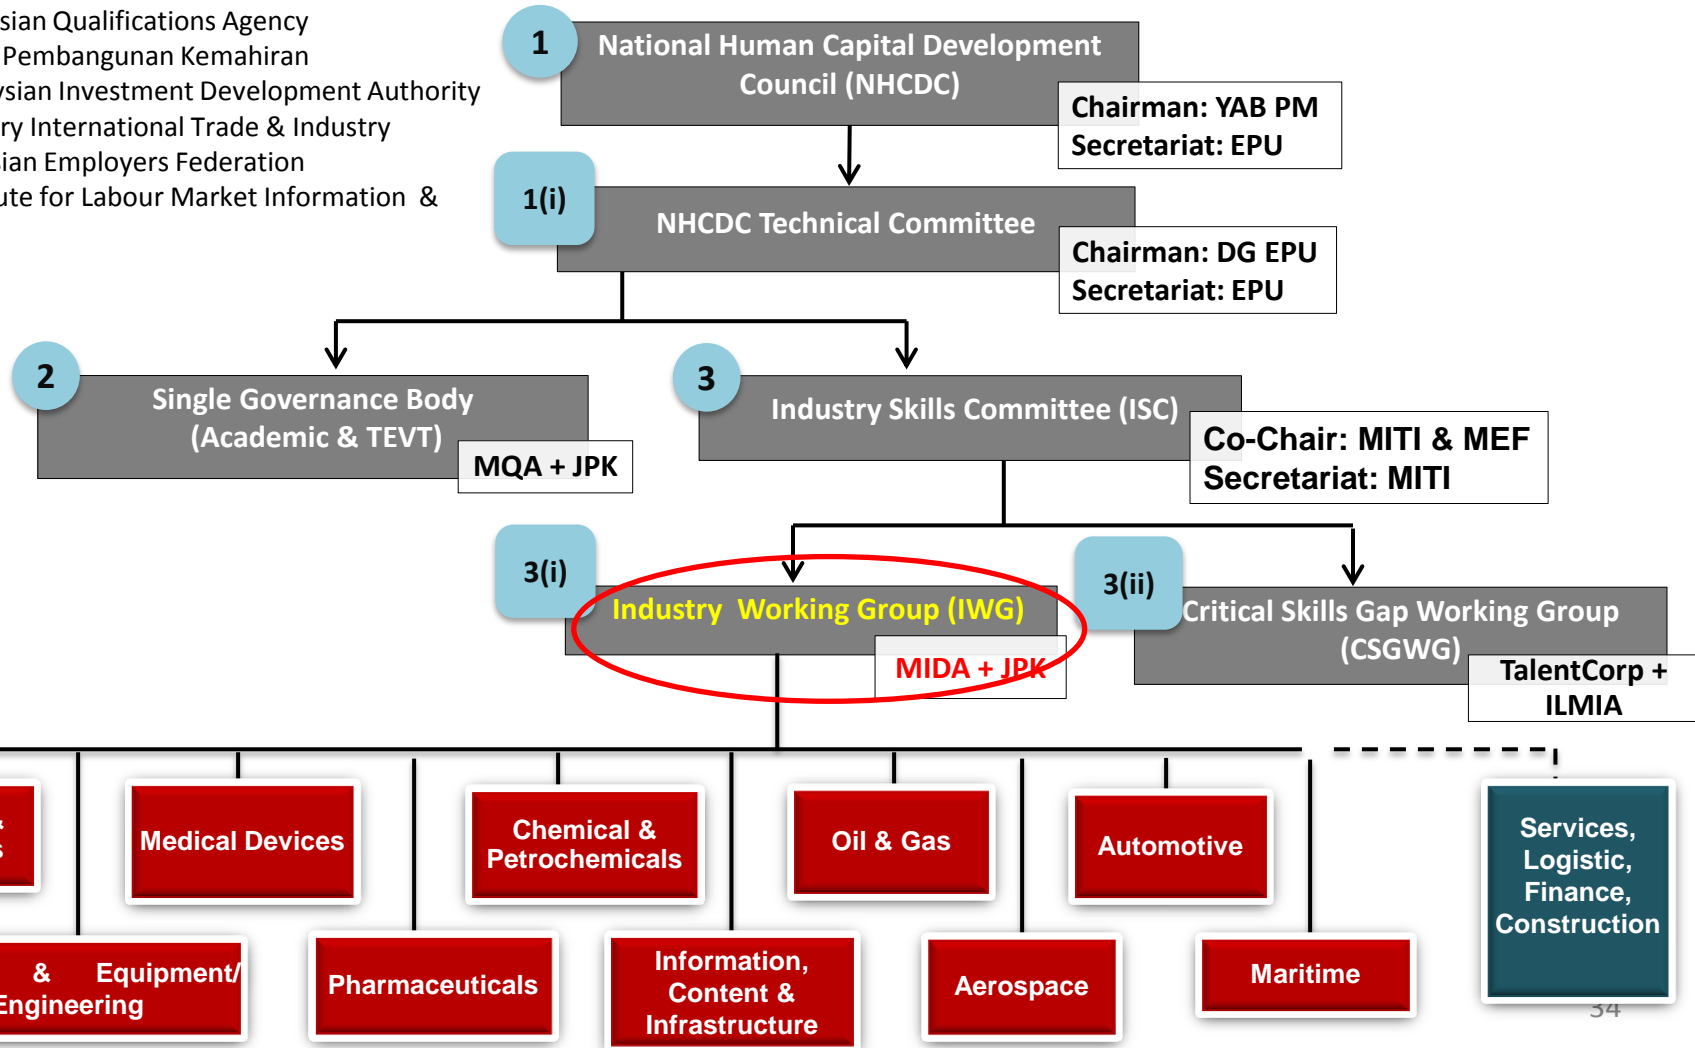 sian Qualifications Agency
Pembangunan Kemahiran
ysian Investment Development Authority
ry International Trade & Industry
sian Employers Federation
ute for Labour Market Information &
1
National Human Capital Development
Council (NHCDC)
Chairman: YAB PM
Secretariat: EPU
1(i)
NHCDC Technical Committee
Chairman: DG EPU
Secretariat: EPU
2
Single Governance Body
(Academic & TEVT)
MQA + JPK
3
Industry Skills Committee (ISC)
Co-Chair: MITI & MEF
Secretariat: MITI
3(i)
Industry Working Group (IWG)
MIDA + JPK
3(ii)
Critical Skills Gap Working Group
(CSGWG)
TalentCorp +
ILMIA
&
s
Medical Devices
Chemical &
Petrochemicals
Oil & Gas
Automotive
Services,
Logistic,
Finance,
Construction
& Equipment/
Engineering
Pharmaceuticals
Information,
Content &
Infrastructure
Aerospace
Maritime
34